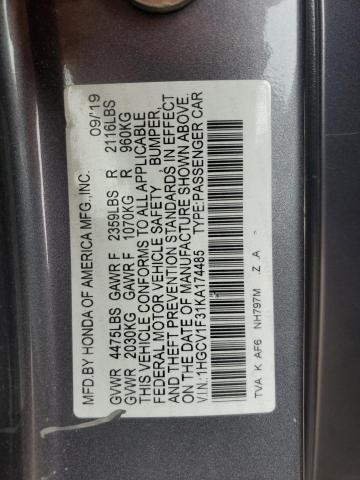 MFD.BY HONDA OF AMERICA MFG.,INC. 09/19
GVWR 4475LBS GAWR F 2359LBS R 2116LBS
GVWR 2030KG GAWR F 1070KG R 960KG
THIS VEHICLE CONFORMS TO ALL APPLICABLE
FEDERAL MOTOR VEHICLE SAFETY BUMPER,
AND THEFT PREVENTION STANDARDS IN EFFECT
ON THE DATE OF MANUFACTURE SHOWN ABOVE.
V.I.N.:1HGCV1F31KA174485 TYPE:PASSENGER CAR
TVA K AF6 NH797M Z A